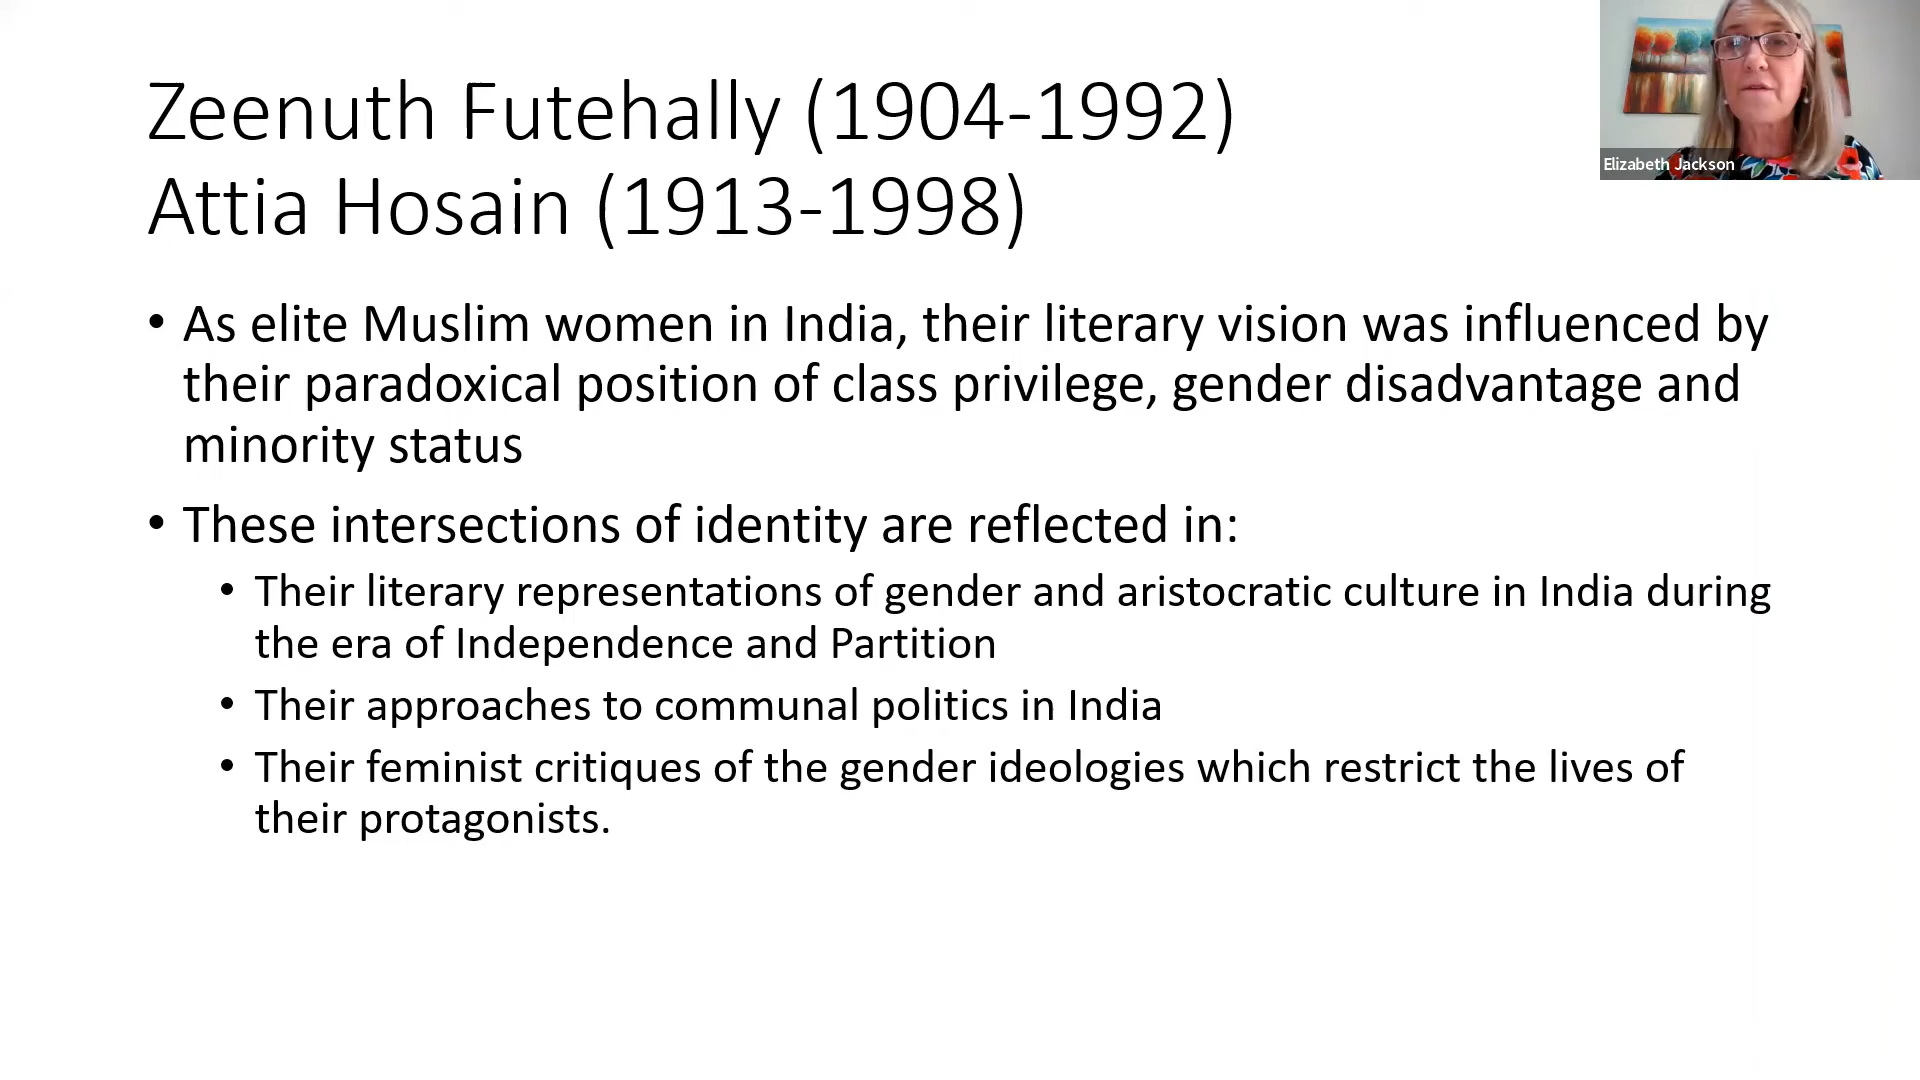 Zeenuth Futehally (1904-1992)
Attia Hosain (1913-1998)
Elizabeth Jackson
• As elite Muslim women in India, their literary vision was influenced by
their paradoxical position of class privilege, gender disadvantage and
minority status
• These intersections of identity are reflected in:
• Their literary representations of gender and aristocratic culture in India during
the era of Independence and Partition
• Their approaches to communal politics in India
• Their feminist critiques of the gender ideologies which restrict the lives of
their protagonists.